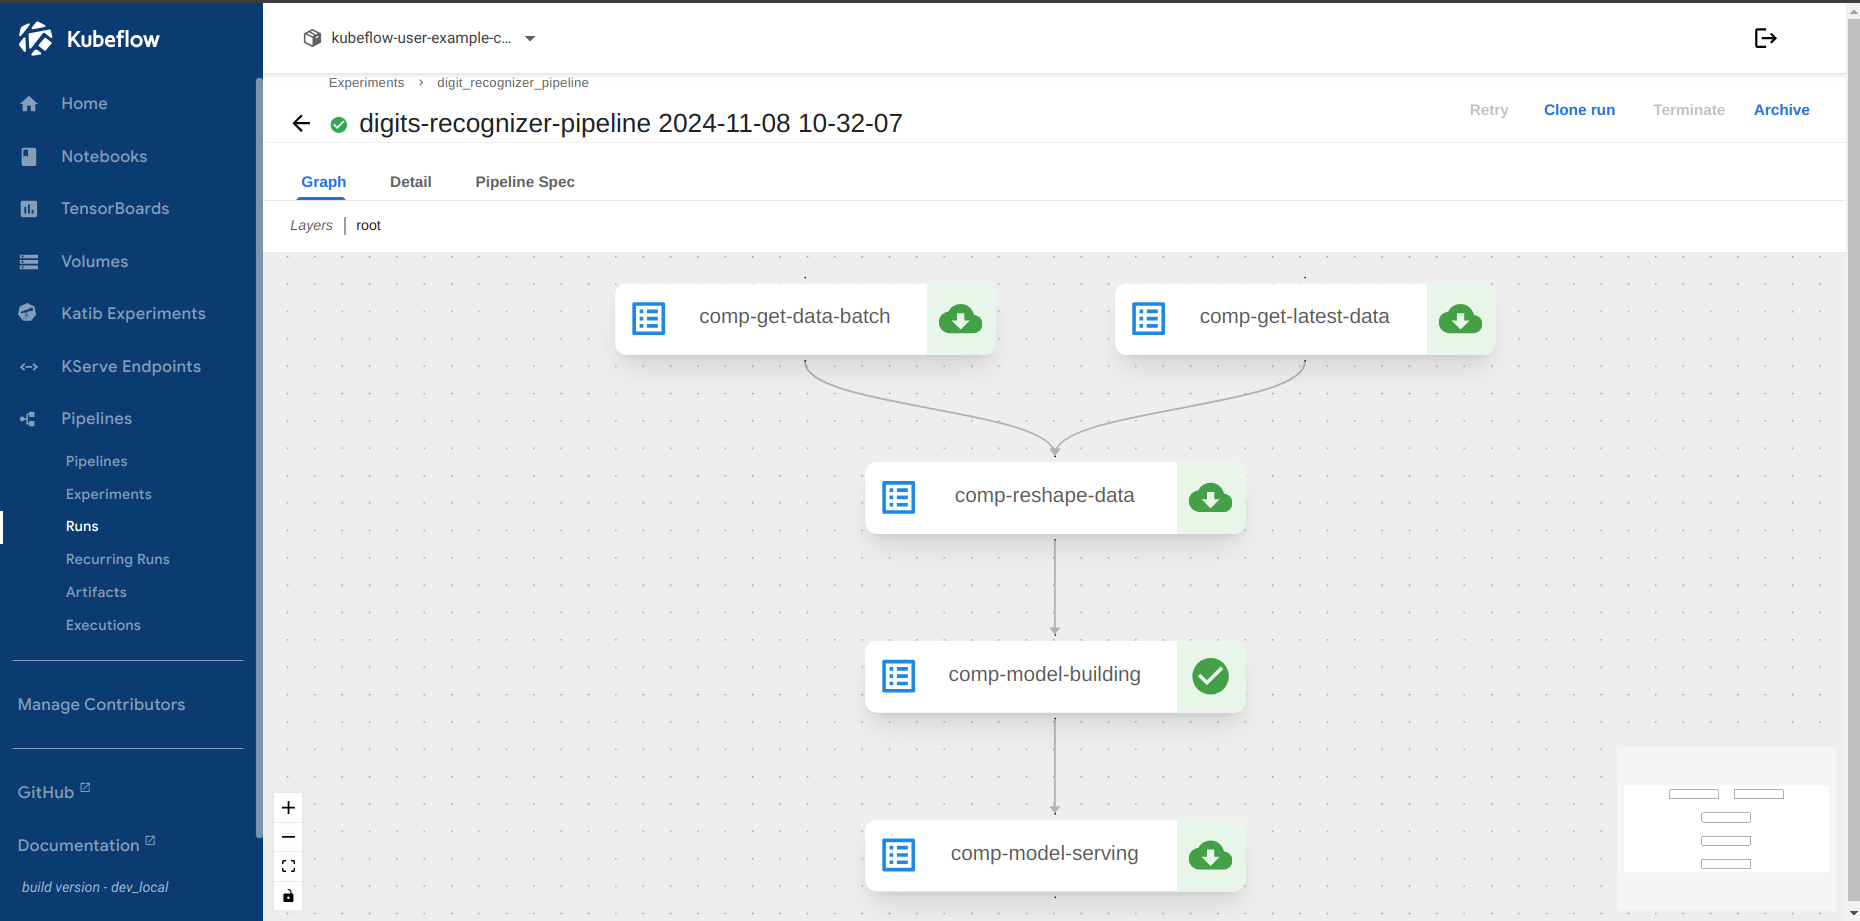 Kubeflow
Home
Notebooks
TensorBoards
Volumes
Katib Experiments
KServe Endpoints
Pipelines
Pipelines
Experiments
Runs
Recurring Runs
Artifacts
Executions
Manage Contributors
GitHub
Documentation
build version - dev_local
kubeflow-user-example-c...
Experiments > digit_recognizer_pipeline
digits-recognizer-pipeline 2024-11-08 10-32-07
Retry Clone run Terminate Archive
Graph Detail Pipeline Spec
Layers | root
comp-get-data-batch
comp-get-latest-data
comp-reshape-data
comp-model-building
comp-model-serving